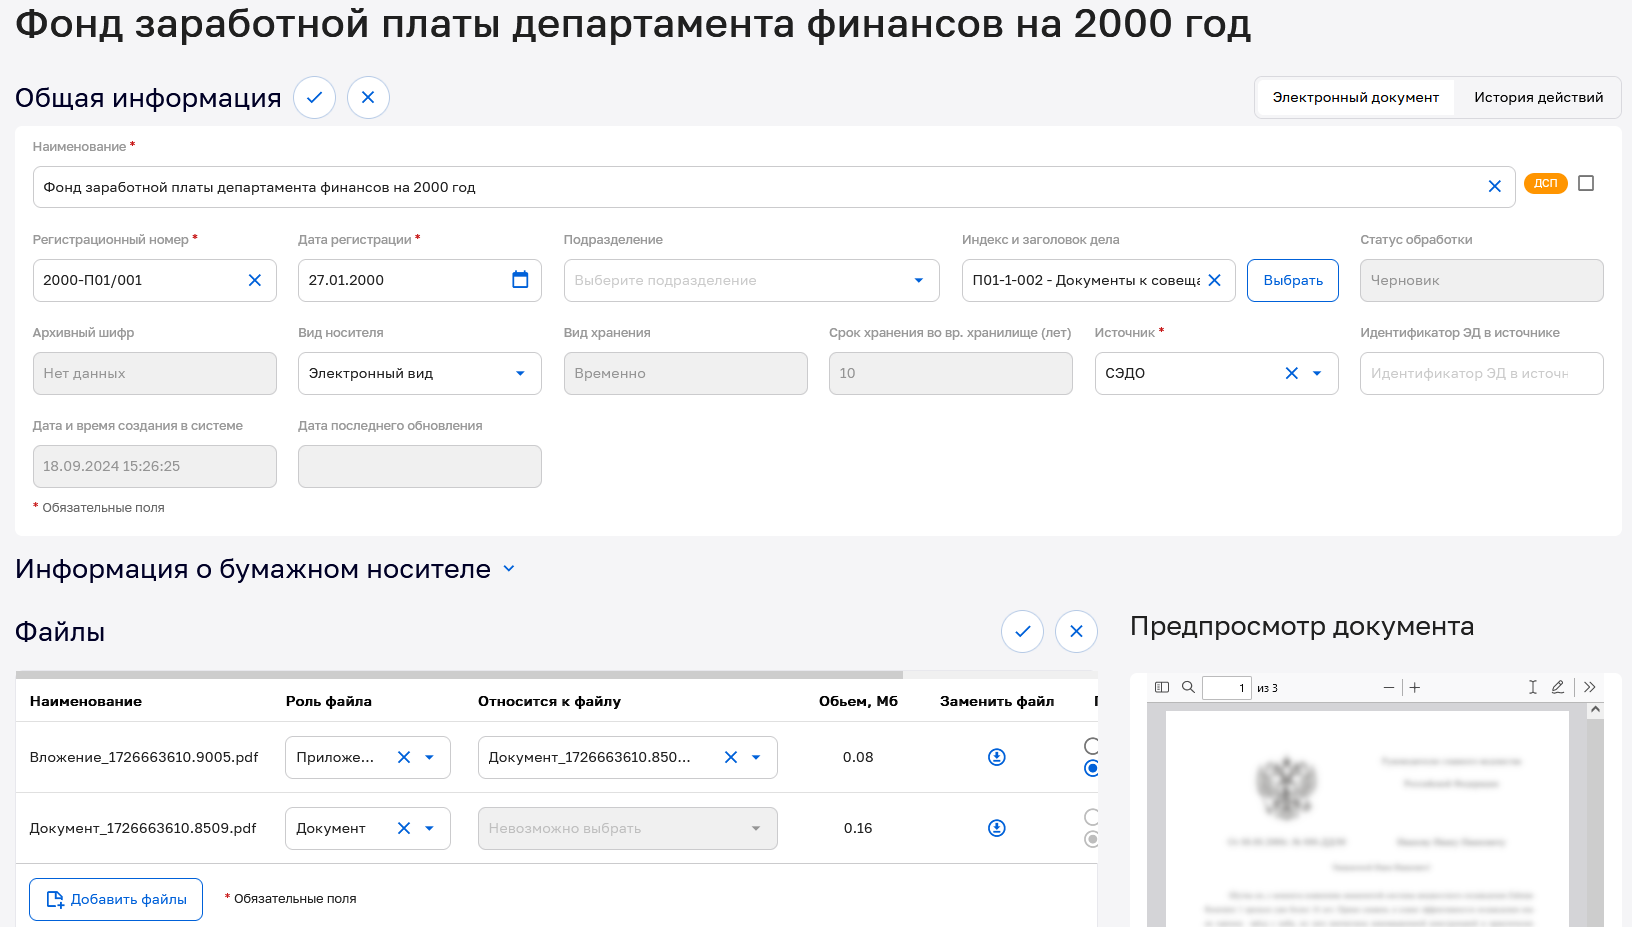 Фонд заработной платы департамента финансов на 2000 год
Общая информация
Электронный документ История действий
Наименование *
Фонд заработной платы департамента финансов на 2000 год
ДСП
Регистрационный номер * Дата регистрации * Подразделение Индекс и заголовок дела Статус обработки
2000-П01/001 27.01.2000 Выберите подразделение П01-1-002 - Документы к совеща Выбрать Черновик
Архивный шифр Вид носителя Вид хранения Срок хранения во вр. хранилище (лет) Источник * Идентификатор ЭД в источнике
Нет данных Электронный вид Временно 10 СЭДО Идентификатор ЭД в источн
Дата и время создания в системе Дата последнего обновления
18.09.2024 15:26:25
* Обязательные поля
Информация о бумажном носителе
Файлы
Наименование Роль файла Относится к файлу Обьем, Мб Заменить файл
Вложение_1726663610.9005.pdf Приложе... Документ_1726663610.850... 0.08
Документ_1726663610.8509.pdf Документ Невозможно выбрать 0.16
Добавить файлы * Обязательные поля
Предпросмотр документа
1 из 3